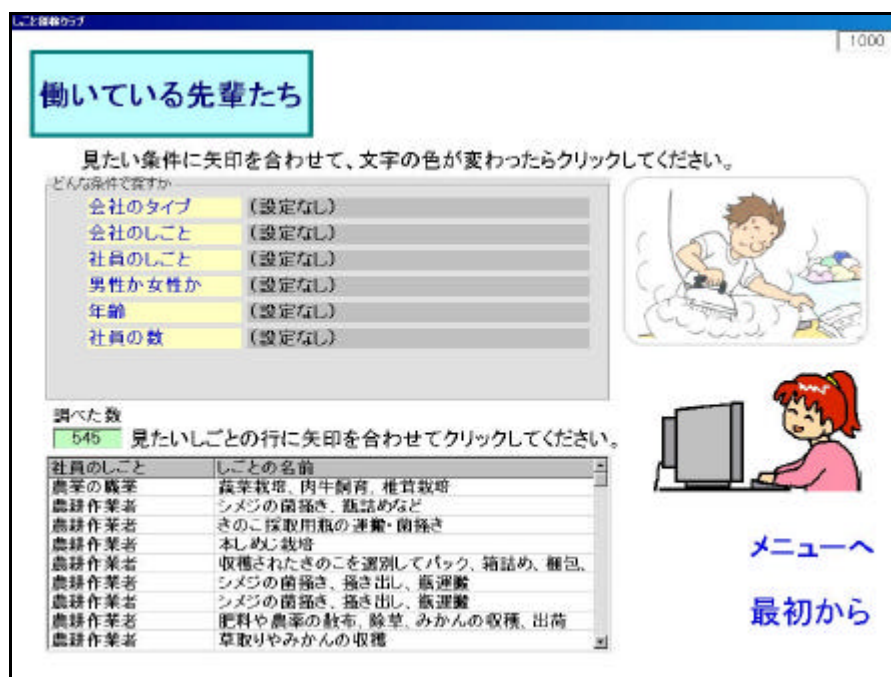 しごと探検クラブ
1000
働いている先輩たち
見たい条件に矢印を合わせて、文字の色が変わったらクリックしてください。
どんな条件で探すか
会社のタイプ (設定なし)
会社のしごと (設定なし)
社員のしごと (設定なし)
男性か女性か (設定なし)
年齢 (設定なし)
社員の数 (設定なし)
調べた数
545 見たいしごとの行に矢印を合わせてクリックしてください。
社員のしごと しごとの名前
農業の職業 蔬菜栽培、肉牛飼育、椎茸栽培
農耕作業者 シメジの菌掻き、瓶詰めなど
農耕作業者 きのこ採取用瓶の運搬・菌掻き
農耕作業者 本しめじ栽培
農耕作業者 収穫されたきのこを選別してパック、箱詰め、梱包、
農耕作業者 シメジの菌掻き、掻き出し、瓶運搬
農耕作業者 シメジの菌掻き、掻き出し、瓶運搬
農耕作業者 肥料や農薬の散布、除草、みかんの収穫、出荷
農耕作業者 草取りやみかんの収穫
メニューへ
最初から